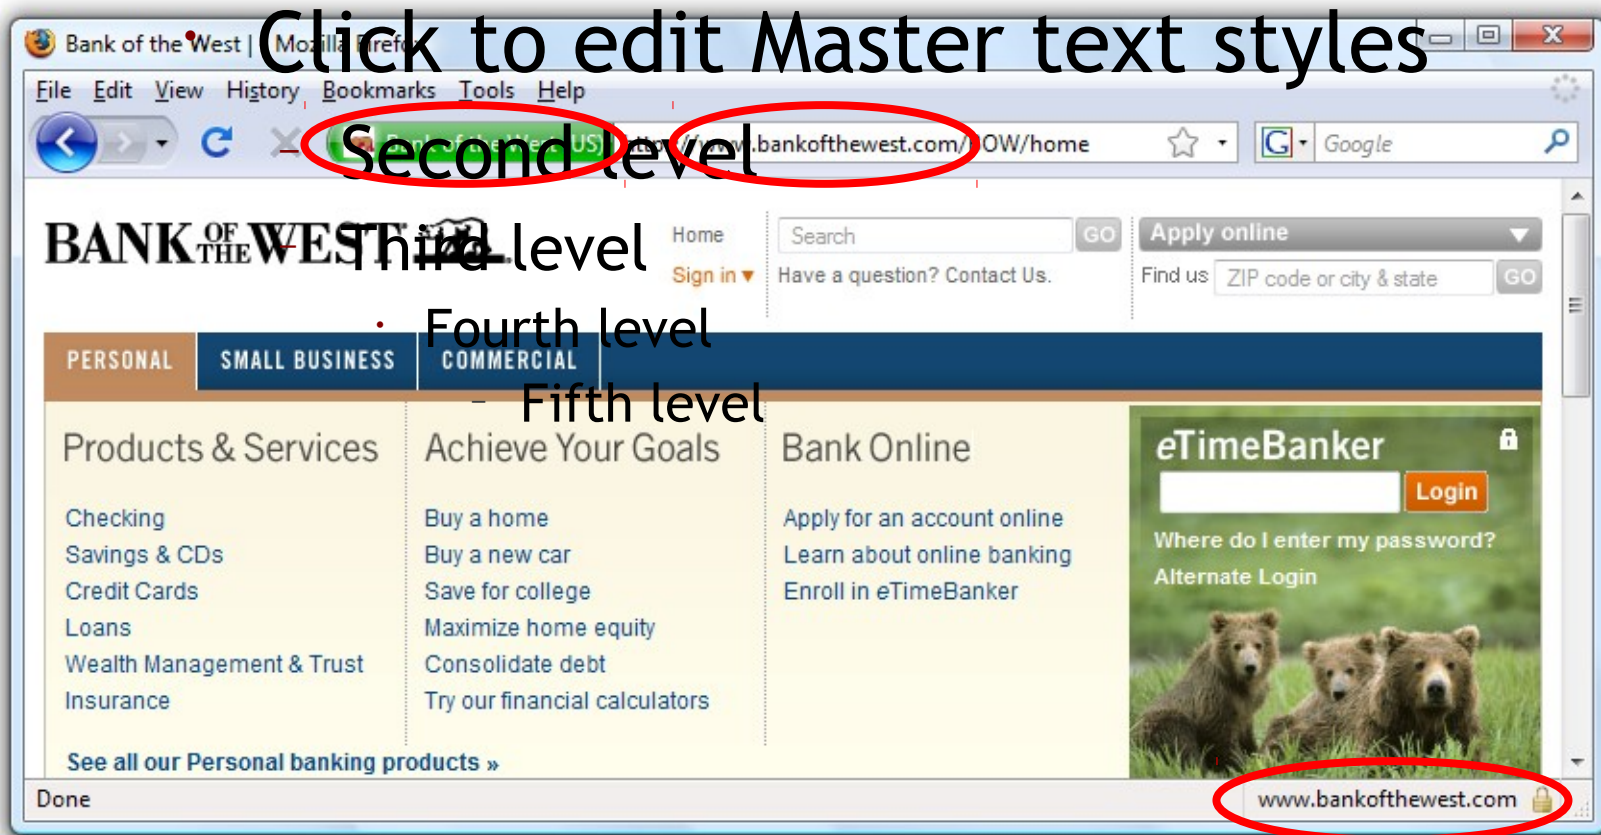 Click to edit Master text styles
Bank of the West | Mozilla Firefox
File Edit View History Bookmarks Tools Help
Second level
Bank of the West (US) http://www.bankofthewest.com/BOW/home
Google
BANK OF THE WEST
Third level
Home Search GO Apply online
Sign in Have a question? Contact Us. Find us ZIP code or city & state GO
Fourth level
PERSONAL SMALL BUSINESS COMMERCIAL
Fifth level
Products & Services Achieve Your Goals Bank Online eTimeBanker
Login
Checking Buy a home Apply for an account online
Where do I enter my password?
Savings & CDs Buy a new car Learn about online banking
Alternate Login
Credit Cards Save for college Enroll in eTimeBanker
Loans Maximize home equity
Wealth Management & Trust Consolidate debt
Insurance Try our financial calculators
See all our Personal banking products »
Done www.bankofthewest.com